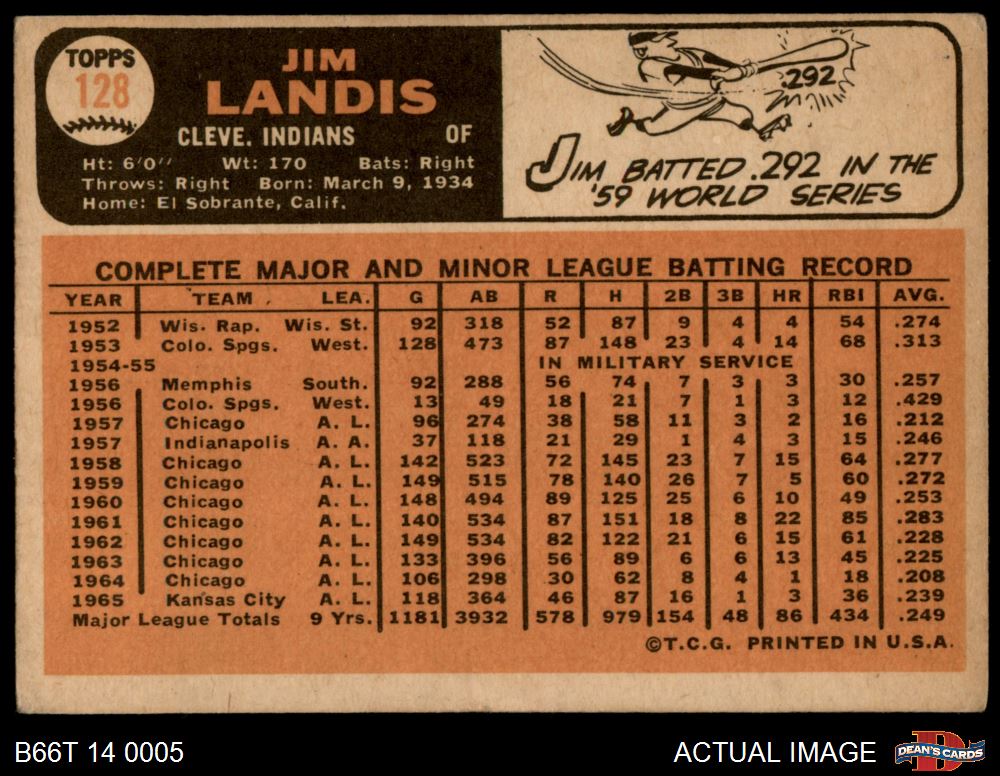 TOPPS
128
JIM
LANDIS
CLEVE. INDIANS OF
Ht: 6'0" Wt: 170 Bats: Right
Throws: Right Born: March 9, 1934
Home: El Sobrante, Calif.
.292
JIM BATTED .292 IN THE
'59 WORLD SERIES
COMPLETE MAJOR AND MINOR LEAGUE BATTING RECORD
YEAR TEAM LEA. G AB R H 2B 3B HR RBI AVG.
1952 Wis. Rap. Wis. St. 92 318 52 87 9 4 4 54 .274
1953 Colo. Spgs. West. 128 473 87 148 23 4 14 68 .313
1954-55 IN MILITARY SERVICE
1956 Memphis South. 92 288 56 74 7 3 3 30 .257
1956 Colo. Spgs. West. 13 49 18 21 7 1 3 12 .429
1957 Chicago A. L. 96 274 38 58 11 3 2 16 .212
1957 Indianapolis A. A. 37 118 21 29 1 4 3 15 .246
1958 Chicago A. L. 142 523 72 145 23 7 15 64 .277
1959 Chicago A. L. 149 515 78 140 26 7 5 60 .272
1960 Chicago A. L. 148 494 89 125 25 6 10 49 .253
1961 Chicago A. L. 140 534 87 151 18 8 22 85 .283
1962 Chicago A. L. 149 534 82 122 21 6 15 61 .228
1963 Chicago A. L. 133 396 56 89 6 6 13 45 .225
1964 Chicago A. L. 106 298 30 62 8 4 1 18 .208
1965 Kansas City A. L. 118 364 46 87 16 1 3 36 .239
Major League Totals 9 Yrs. 1181 3932 578 979 154 48 86 434 .249
©T.C.G. PRINTED IN U.S.A.
B66T 14 0005 ACTUAL IMAGE DEAN'S CARDS